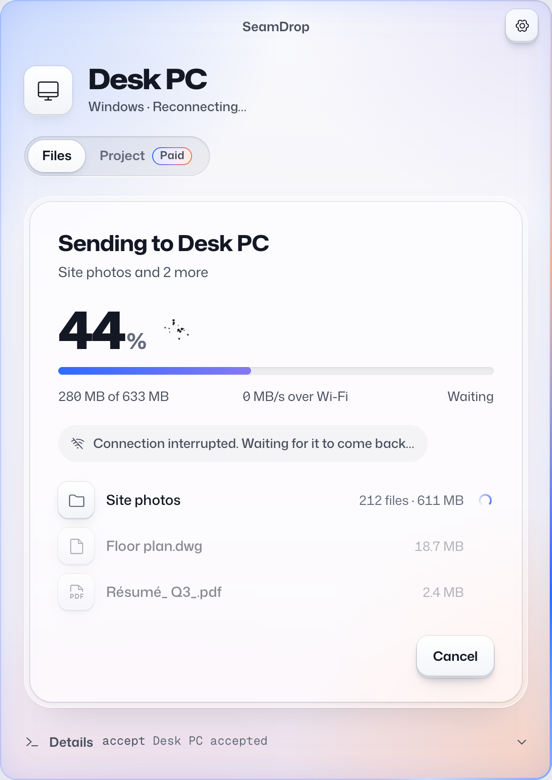 SeamDrop
Desk PC
Windows · Reconnecting…
Files Project Paid
Sending to Desk PC
Site photos and 2 more
44%
280 MB of 633 MB 0 MB/s over Wi-Fi Waiting
Connection interrupted. Waiting for it to come back…
Site photos 212 files · 611 MB
Floor plan.dwg 18.7 MB
PDF Résumé_ Q3_.pdf 2.4 MB
Cancel
Details accept Desk PC accepted